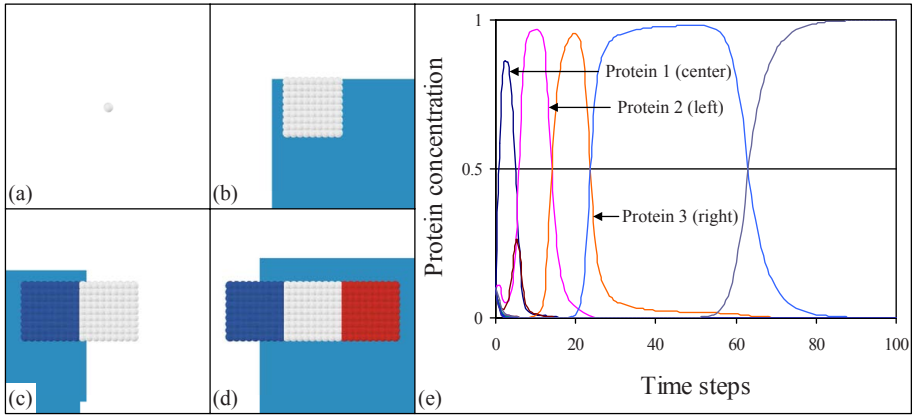 (a)
(b)
(c)
(d)
(e)
Protein concentration
1
0.5
0
Protein 1 (center)
Protein 2 (left)
Protein 3 (right)
0
20
40
60
80
100
Time steps